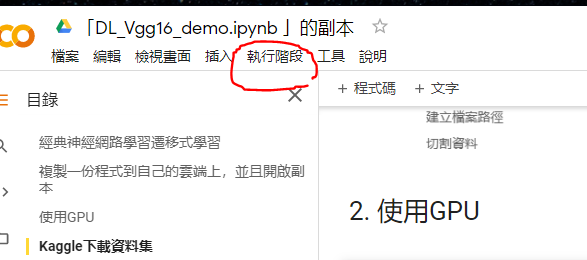 「DL_Vgg16_demo.ipynb」的副本
檔案 編輯 檢視畫面 插入 執行階段 工具 說明
目錄
經典神經網路學習遷移式學習
複製一份程式到自己的雲端上，並且開啟副
本
使用GPU
Kaggle下載資料集
+ 程式碼 + 文字
建立檔案路徑
切割資料
2. 使用GPU